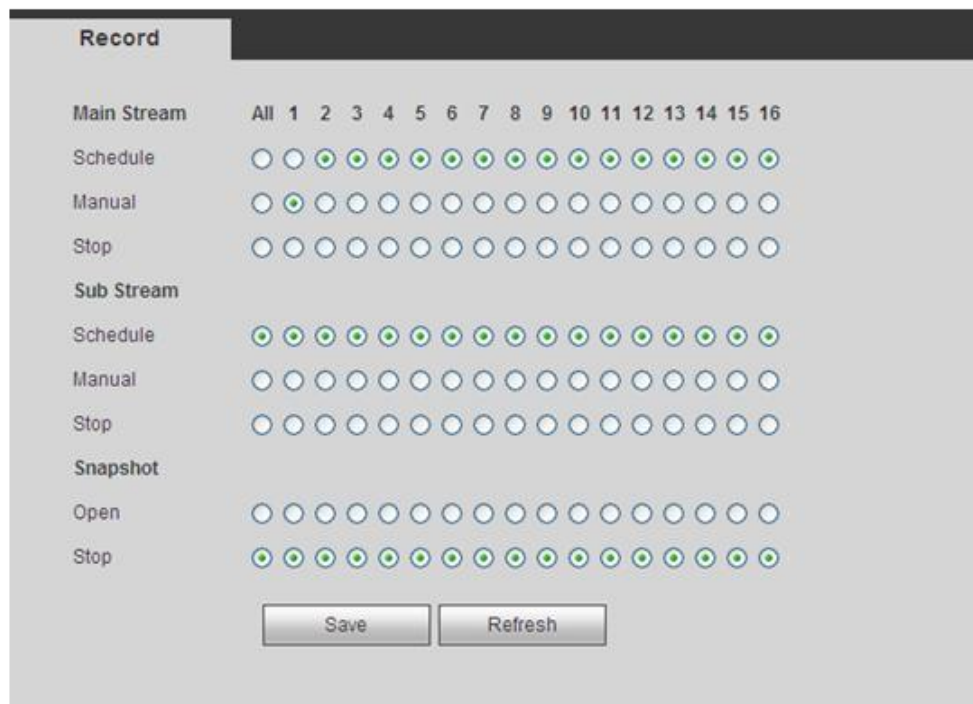 Record
Main Stream All 1 2 3 4 5 6 7 8 9 10 11 12 13 14 15 16
Schedule
Manual
Stop
Sub Stream
Schedule
Manual
Stop
Snapshot
Open
Stop
Save Refresh